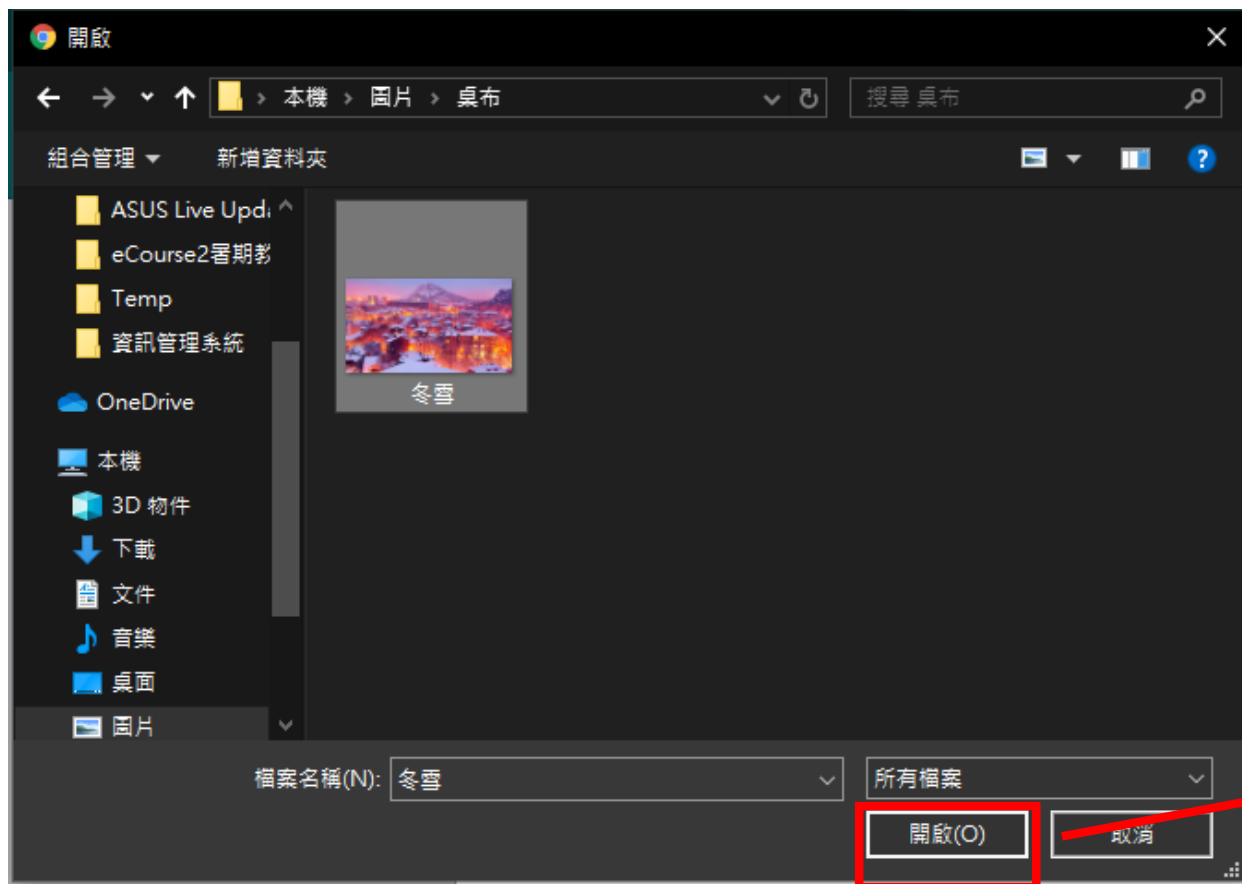 開啟
本機 › 圖片 › 桌布
搜尋 桌布
組合管理
新增資料夾
ASUS Live Upd
eCourse2暑期教
Temp
資訊管理系統
OneDrive
本機
3D 物件
下載
文件
音樂
桌面
圖片
冬雪
檔案名稱(N): 冬雪
所有檔案
開啟(O)
取消